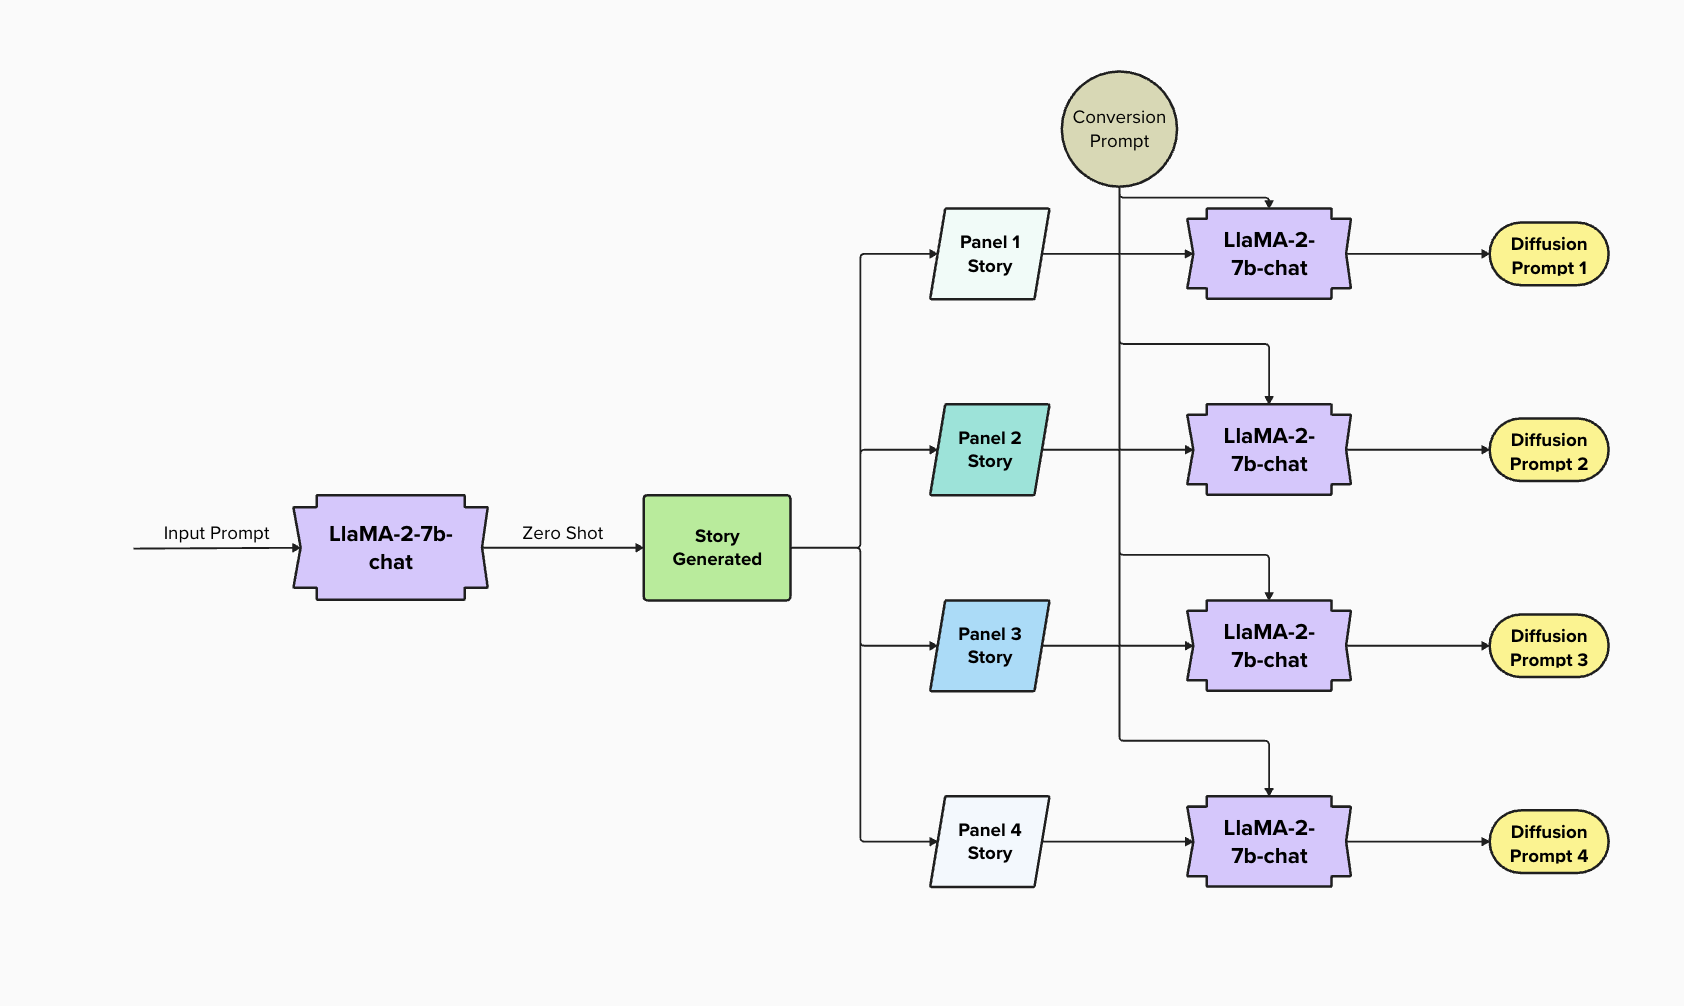 Conversion
Prompt
Panel 1
Story
LlaMA-2-
7b-chat
Diffusion
Prompt 1
Panel 2
Story
LlaMA-2-
7b-chat
Diffusion
Prompt 2
Input Prompt
LlaMA-2-7b-
chat
Zero Shot
Story
Generated
Panel 3
Story
LlaMA-2-
7b-chat
Diffusion
Prompt 3
Panel 4
Story
LlaMA-2-
7b-chat
Diffusion
Prompt 4